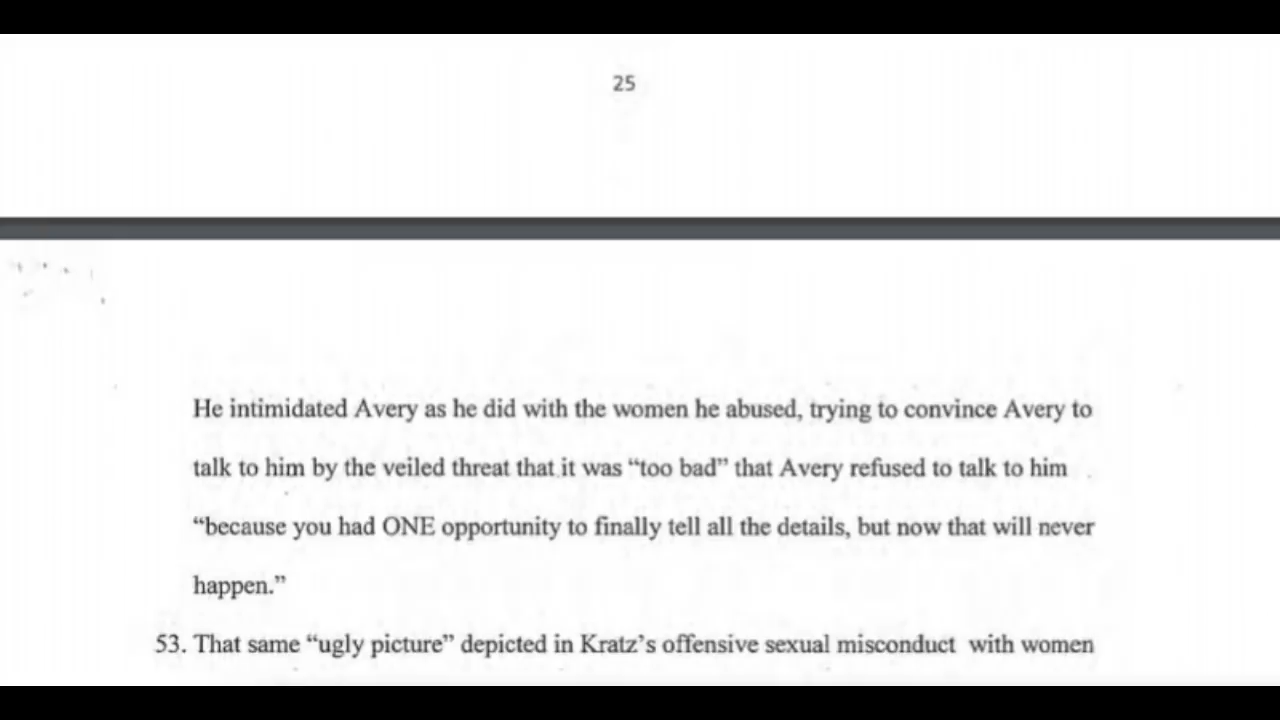 25
He intimidated Avery as he did with the women he abused, trying to convince Avery to
talk to him by the veiled threat that it was “too bad” that Avery refused to talk to him
“because you had ONE opportunity to finally tell all the details, but now that will never
happen.”
53. That same “ugly picture” depicted in Kratz’s offensive sexual misconduct with women